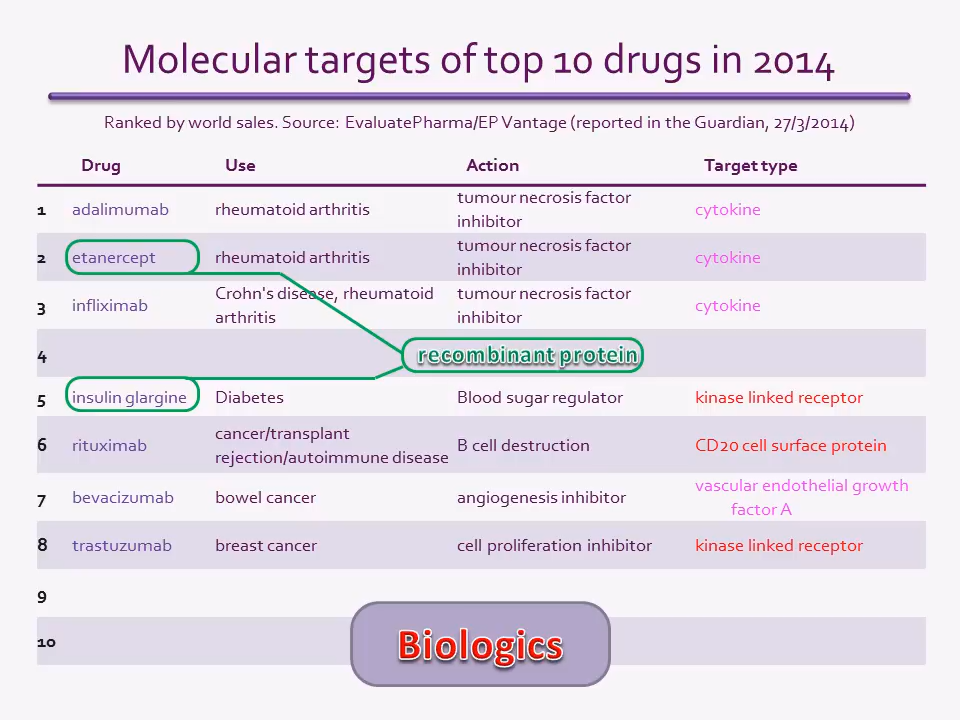 Molecular targets of top 10 drugs in 2014
Ranked by world sales. Source: EvaluatePharma/EP Vantage (reported in the Guardian, 27/3/2014)
Drug Use Action Target type
1 adalimumab rheumatoid arthritis tumour necrosis factor inhibitor cytokine
2 etanercept rheumatoid arthritis tumour necrosis factor inhibitor cytokine
3 infliximab Crohn's disease, rheumatoid arthritis tumour necrosis factor inhibitor cytokine
4
recombinant protein
5 insulin glargine Diabetes Blood sugar regulator kinase linked receptor
6 rituximab cancer/transplant rejection/autoimmune disease B cell destruction CD20 cell surface protein
7 bevacizumab bowel cancer angiogenesis inhibitor vascular endothelial growth factor A
8 trastuzumab breast cancer cell proliferation inhibitor kinase linked receptor
9
10
Biologics